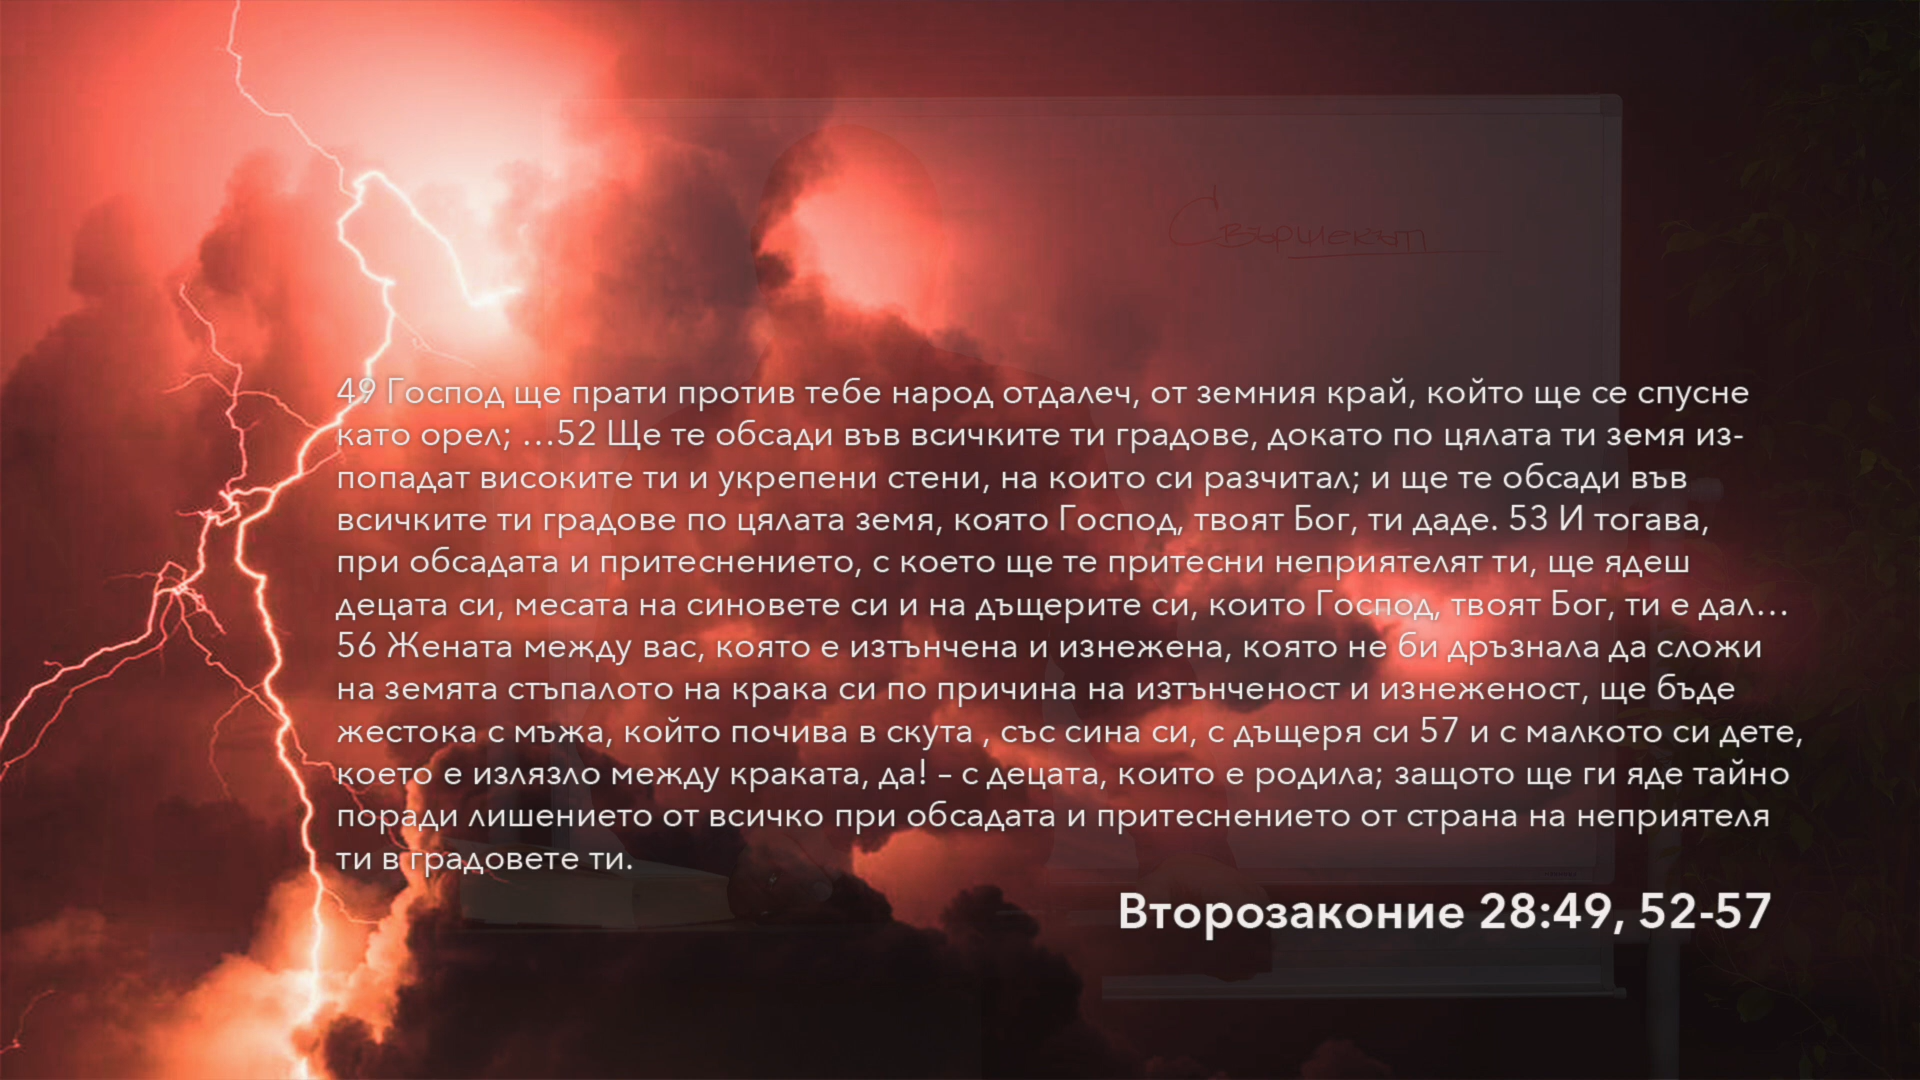 Свършекът
49 Господ ще прати против тебе народ отдалеч, от земния край, който ще се спусне
като орел; …52 Ще те обсади във всичките ти градове, докато по цялата ти земя из-
попадат високите ти и укрепени стени, на които си разчитал; и ще те обсади във
всичките ти градове по цялата земя, която Господ, твоят Бог, ти даде. 53 И тогава,
при обсадата и притеснението, с което ще те притесни неприятелят ти, ще ядеш
децата си, месата на синовете си и на дъщерите си, които Господ, твоят Бог, ти е дал…
56 Жената между вас, която е изтънчена и изнежена, която не би дръзнала да сложи
на земята стъпалото на крака си по причина на изтънченост и изнеженост, ще бъде
жестока с мъжа, който почива в скута , със сина си, с дъщеря си 57 и с малкото си дете,
което е излязло между краката, да! – с децата, които е родила; защото ще ги яде тайно
поради лишението от всичко при обсадата и притеснението от страна на неприятеля
ти в градовете ти.
Второзаконие 28:49, 52-57